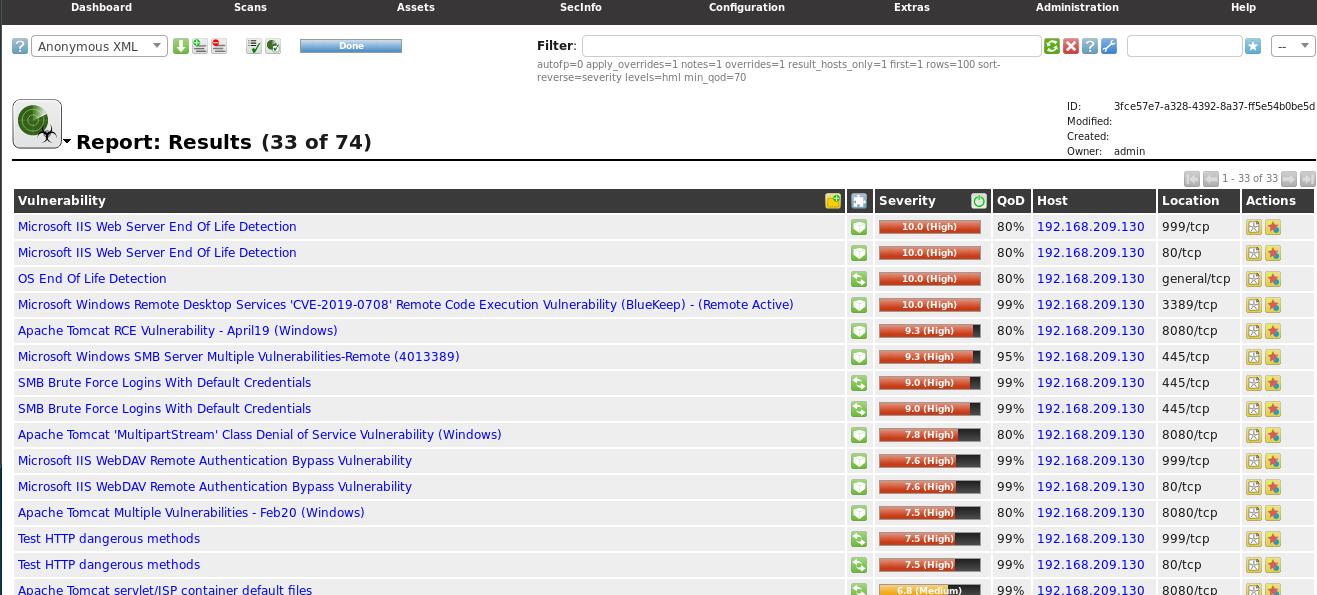 Dashboard Scans Assets SecInfo Configuration Extras Administration Help
? Anonymous XML Done Filter: ? --
autofp=0 apply_overrides=1 notes=1 overrides=1 result_hosts_only=1 first=1 rows=100 sort-
reverse=severity levels=hml min_qod=70
ID: 3fce57e7-a328-4392-8a37-ff5e54b0be5d
Modified:
Created:
Owner: admin
Report: Results (33 of 74)
1 - 33 of 33
Vulnerability Severity QoD Host Location Actions
Microsoft IIS Web Server End Of Life Detection 10.0 (High) 80% 192.168.209.130 999/tcp
Microsoft IIS Web Server End Of Life Detection 10.0 (High) 80% 192.168.209.130 80/tcp
OS End Of Life Detection 10.0 (High) 80% 192.168.209.130 general/tcp
Microsoft Windows Remote Desktop Services 'CVE-2019-0708' Remote Code Execution Vulnerability (BlueKeep) - (Remote Active) 10.0 (High) 99% 192.168.209.130 3389/tcp
Apache Tomcat RCE Vulnerability - April19 (Windows) 9.3 (High) 80% 192.168.209.130 8080/tcp
Microsoft Windows SMB Server Multiple Vulnerabilities-Remote (4013389) 9.3 (High) 95% 192.168.209.130 445/tcp
SMB Brute Force Logins With Default Credentials 9.0 (High) 99% 192.168.209.130 445/tcp
SMB Brute Force Logins With Default Credentials 9.0 (High) 99% 192.168.209.130 445/tcp
Apache Tomcat 'MultipartStream' Class Denial of Service Vulnerability (Windows) 7.8 (High) 80% 192.168.209.130 8080/tcp
Microsoft IIS WebDAV Remote Authentication Bypass Vulnerability 7.6 (High) 99% 192.168.209.130 999/tcp
Microsoft IIS WebDAV Remote Authentication Bypass Vulnerability 7.6 (High) 99% 192.168.209.130 80/tcp
Apache Tomcat Multiple Vulnerabilities - Feb20 (Windows) 7.5 (High) 80% 192.168.209.130 8080/tcp
Test HTTP dangerous methods 7.5 (High) 99% 192.168.209.130 999/tcp
Test HTTP dangerous methods 7.5 (High) 99% 192.168.209.130 80/tcp
Apache Tomcat servlet/JSP container default files 6.8 (Medium) 99% 192.168.209.130 8080/tcp